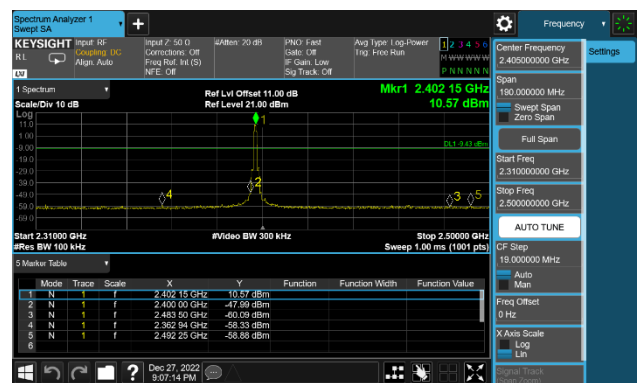 Spectrum Analyzer 1
Swept SA
Frequency
KEYSIGHT
RL
Input: RF
Coupling: DC
Align: Auto
Input Z: 50 Ω
Corrections: Off
Freq Ref: Int (S)
NFE: Off
#Atten: 20 dB
PNO: Fast
Gate: Off
IF Gain: Low
Sig Track: Off
Avg Type: Log-Power
Trig: Free Run
1 2 3 4 5 6
M W W W W W
P N N N N N
1 Spectrum
Scale/Div 10 dB
Ref Lvl Offset 11.00 dB
Ref Level 21.00 dBm
Mkr1 2.402 15 GHz
10.57 dBm
Log
11.0
1.00
-9.00
-19.0
-29.0
-39.0
-49.0
-59.0
-69.0
DL1 -9.43 dBm
1
2
4
3
5
Start 2.31000 GHz
#Res BW 100 kHz
#Video BW 300 kHz
Stop 2.50000 GHz
Sweep 1.00 ms (1001 pts)
5 Marker Table
Mode Trace Scale X Y Function Function Width Function Value
1 N 1 f 2.402 15 GHz 10.57 dBm
2 N 1 f 2.400 00 GHz -47.99 dBm
3 N 1 f 2.483 50 GHz -60.09 dBm
4 N 1 f 2.362 94 GHz -58.33 dBm
5 N 1 f 2.492 25 GHz -58.88 dBm
6
Dec 27, 2022
9:07:14 PM
?
Center Frequency
2.405000000 GHz
Settings
Span
190.000000 MHz
Swept Span
Zero Span
Full Span
Start Freq
2.310000000 GHz
Stop Freq
2.500000000 GHz
AUTO TUNE
CF Step
19.000000 MHz
Auto
Man
Freq Offset
0 Hz
X Axis Scale
Log
Lin
Signal Track
(Span Zoom)